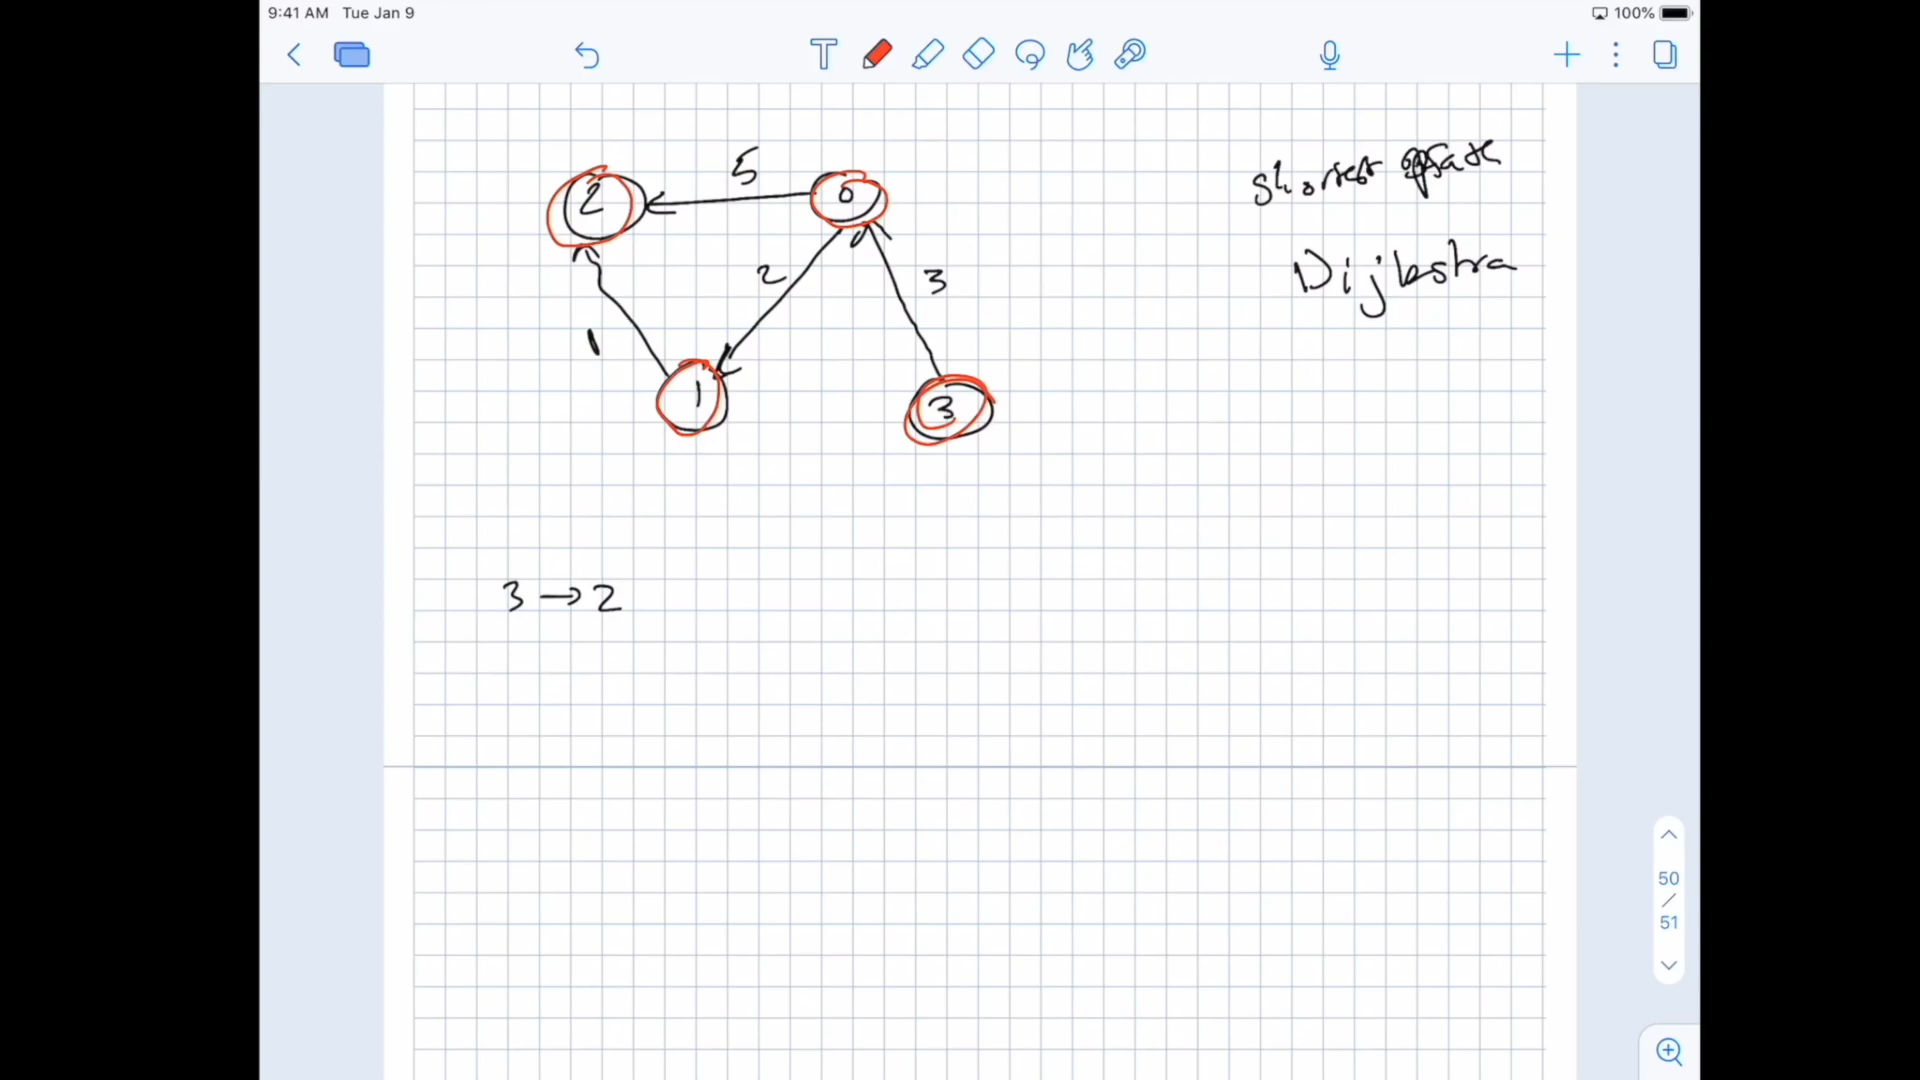 9:41 AM Tue Jan 9
100%
T
5
2
0
shortest path
2
3
Dijkstra
1
1
3
3 → 2
50
/
51